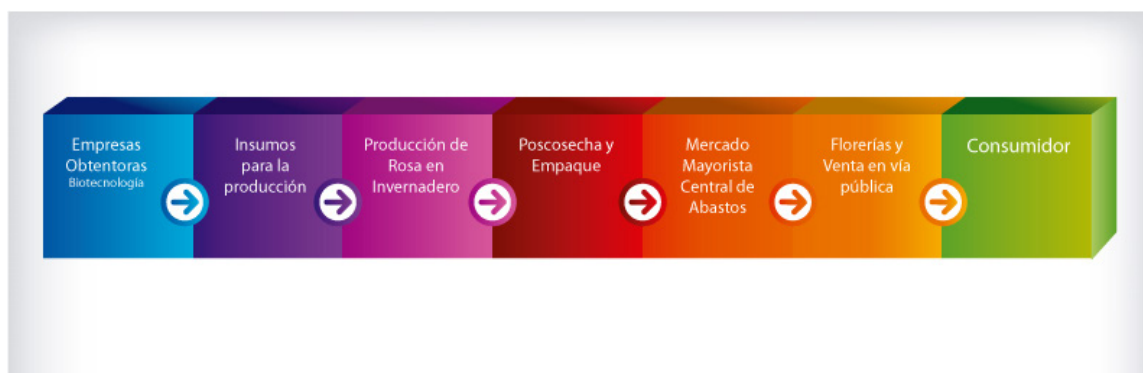 Empresas
Obtentoras
Biotecnología
Insumos
para la
producción
Producción de
Rosa en
Invernadero
Poscosecha y
Empaque
Mercado
Mayorista
Central de
Abastos
Florerías y
Venta en vía
pública
Consumidor